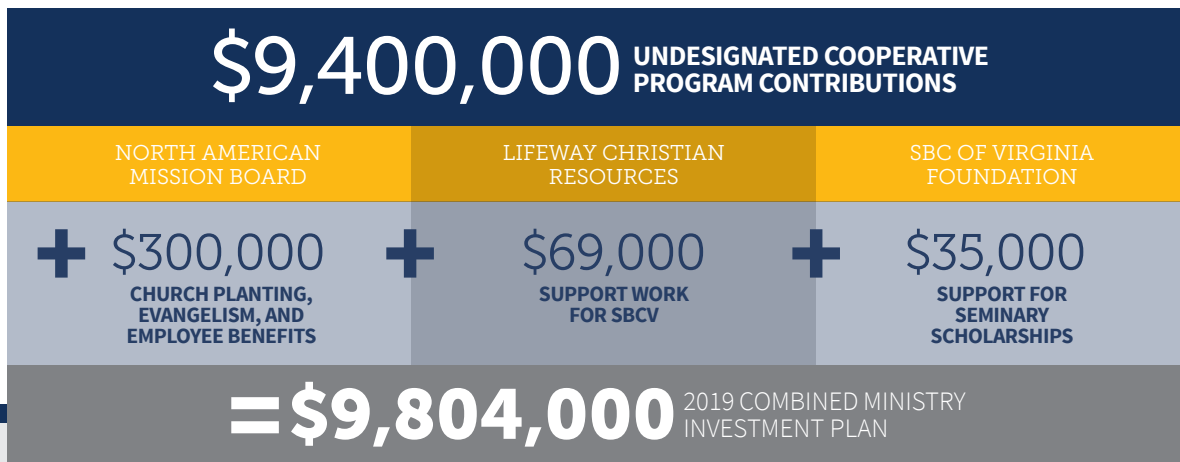 $9,400,000 UNDESIGNATED COOPERATIVE
PROGRAM CONTRIBUTIONS
NORTH AMERICAN
MISSION BOARD
LIFEWAY CHRISTIAN
RESOURCES
SBC OF VIRGINIA
FOUNDATION
+ $300,000
CHURCH PLANTING,
EVANGELISM, AND
EMPLOYEE BENEFITS
+ $69,000
SUPPORT WORK
FOR SBCV
+ $35,000
SUPPORT FOR
SEMINARY
SCHOLARSHIPS
=$9,804,000 2019 COMBINED MINISTRY
INVESTMENT PLAN